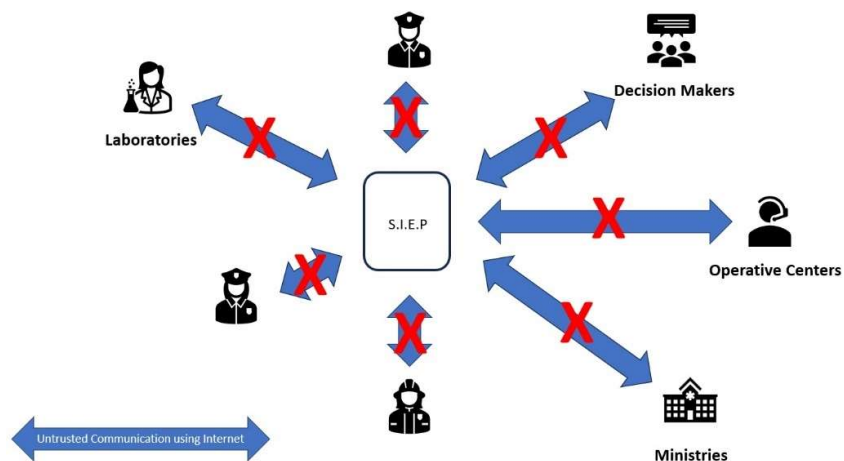 Decision Makers
Laboratories
X
X
X
X
S.I.E.P
X
Operative Centers
X
X
Untrusted Communication using Internet
Ministries